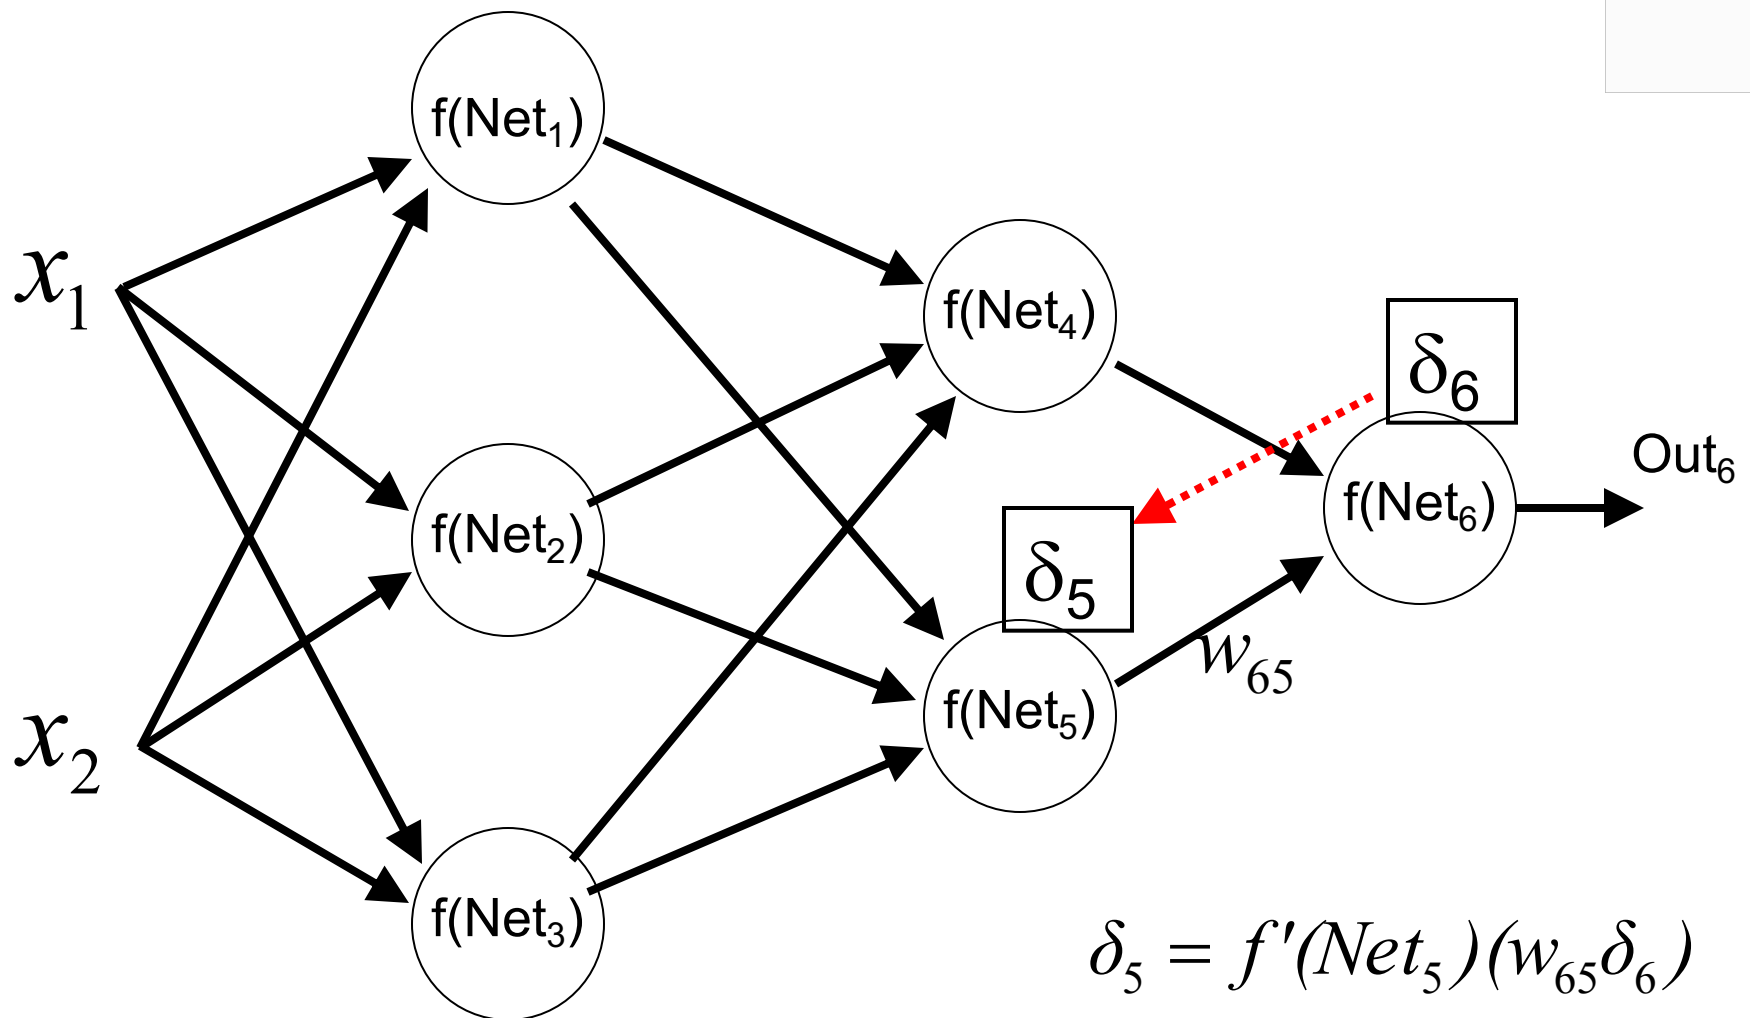 f(Net₁)
x₁
f(Net₄)
δ₆
Out₆
f(Net₆)
f(Net₂)
δ₅
w₆₅
f(Net₅)
x₂
f(Net₃)
δ₅ = f'(Net₅)(w₆₅δ₆)